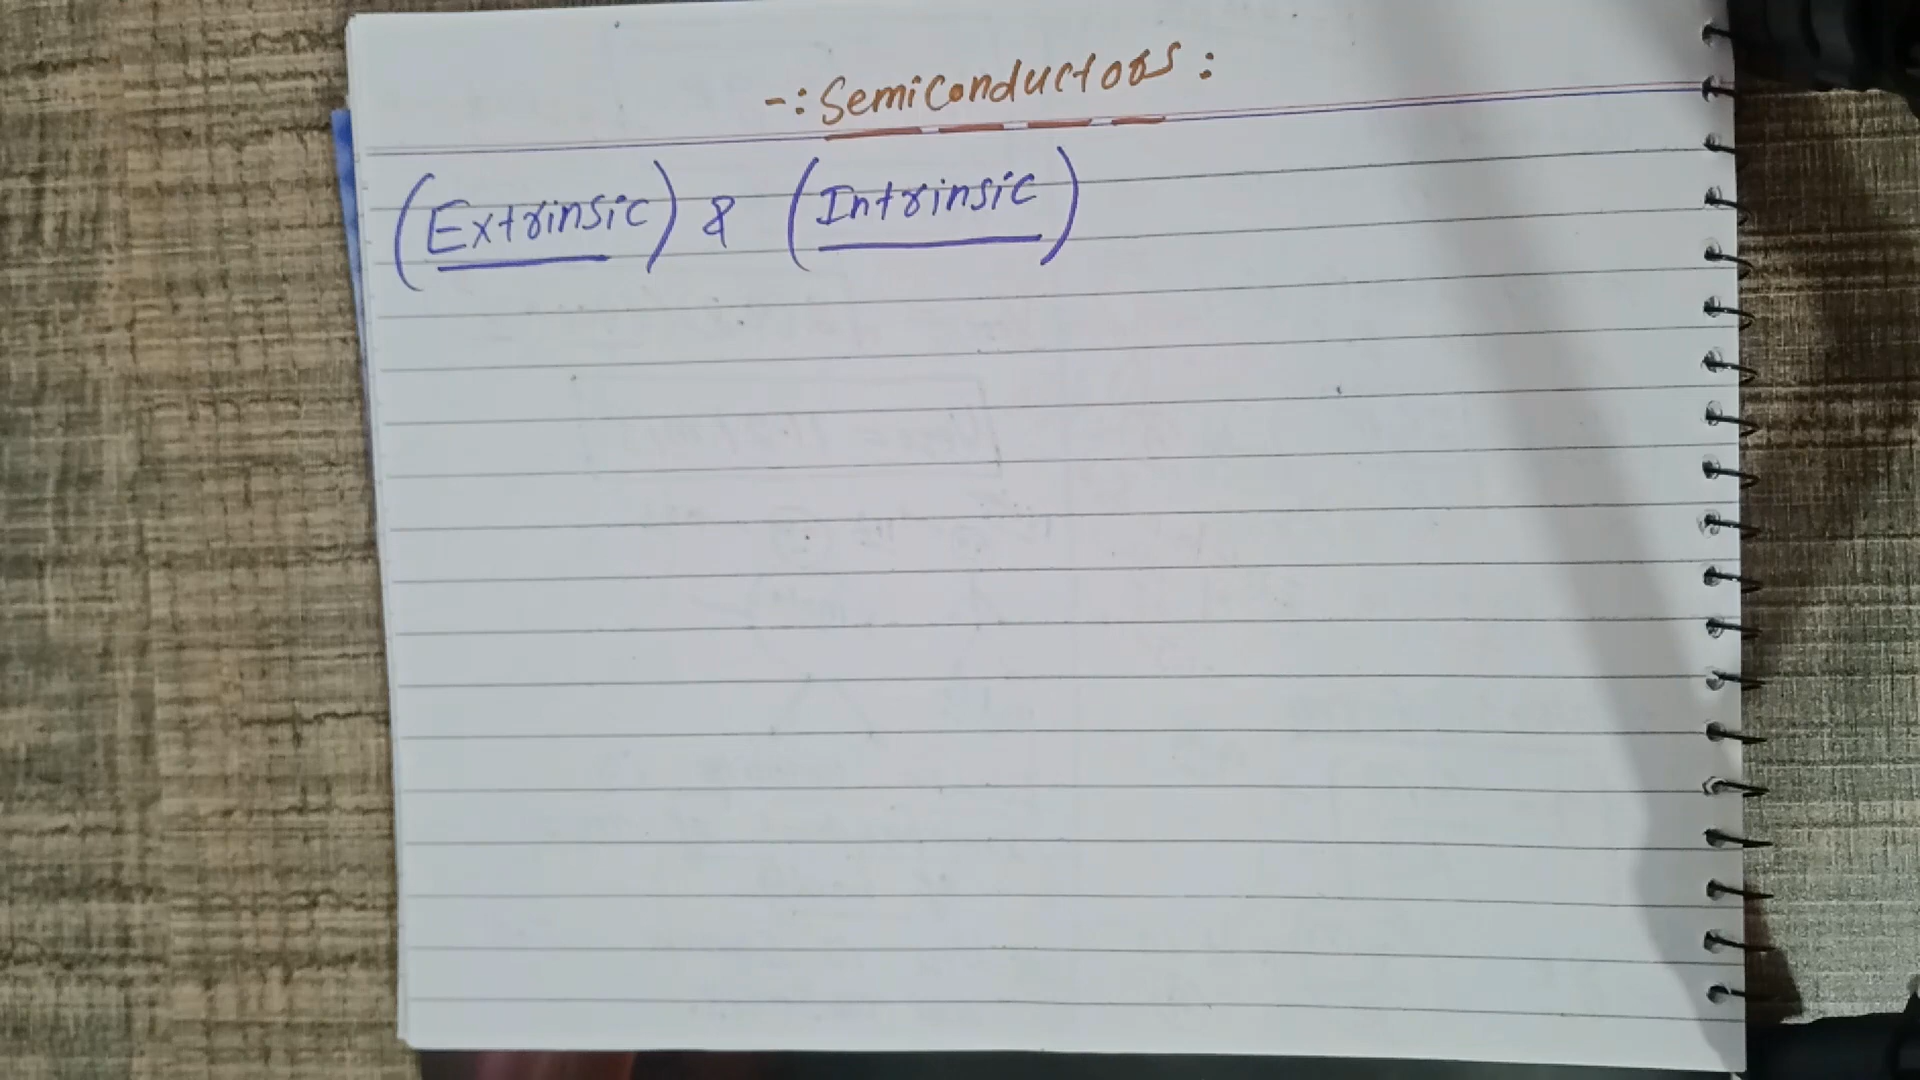 -: Semiconductors :
(Extrinsic) & (Intrinsic)